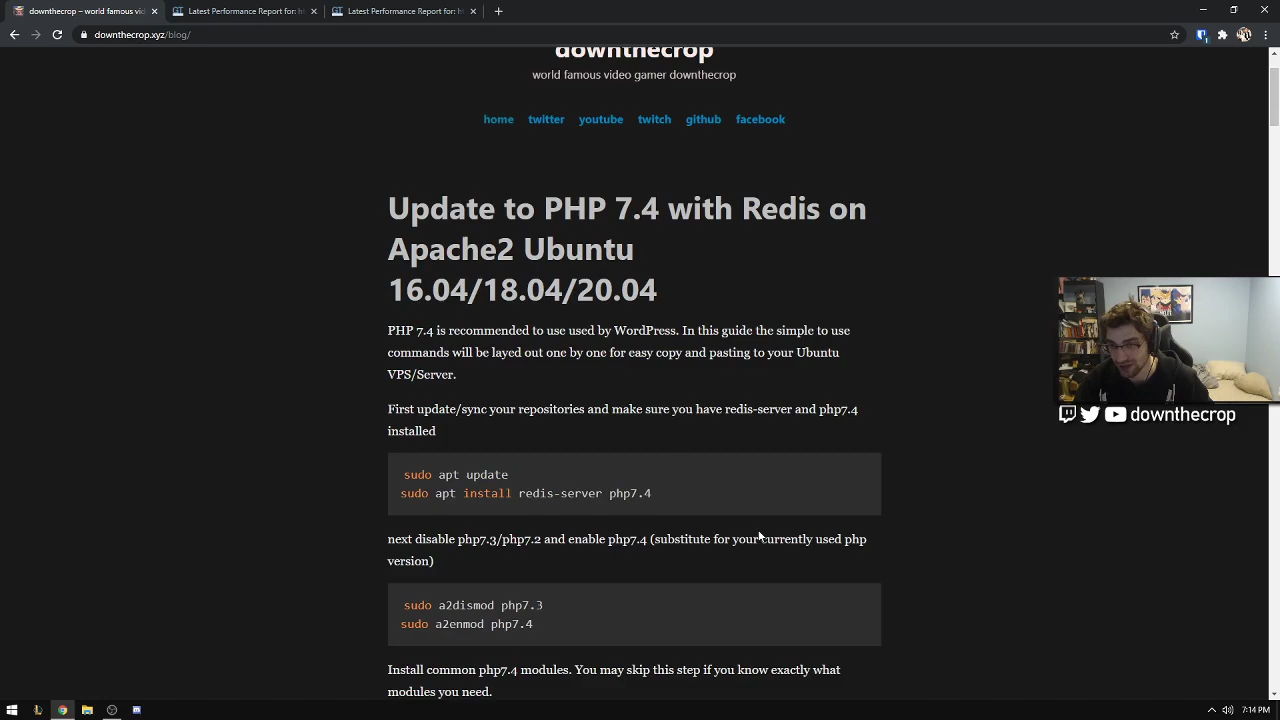 downthecrop – world famous vid
Latest Performance Report for: ht
Latest Performance Report for: ht
downthecrop.xyz/blog/
downthecrop
world famous video gamer downthecrop
home twitter youtube twitch github facebook
Update to PHP 7.4 with Redis on
Apache2 Ubuntu
16.04/18.04/20.04
PHP 7.4 is recommended to use used by WordPress. In this guide the simple to use
commands will be layed out one by one for easy copy and pasting to your Ubuntu
VPS/Server.
First update/sync your repositories and make sure you have redis-server and php7.4
installed
sudo apt update
sudo apt install redis-server php7.4
next disable php7.3/php7.2 and enable php7.4 (substitute for your currently used php
version)
sudo a2dismod php7.3
sudo a2enmod php7.4
Install common php7.4 modules. You may skip this step if you know exactly what
modules you need.
downthecrop
7:14 PM